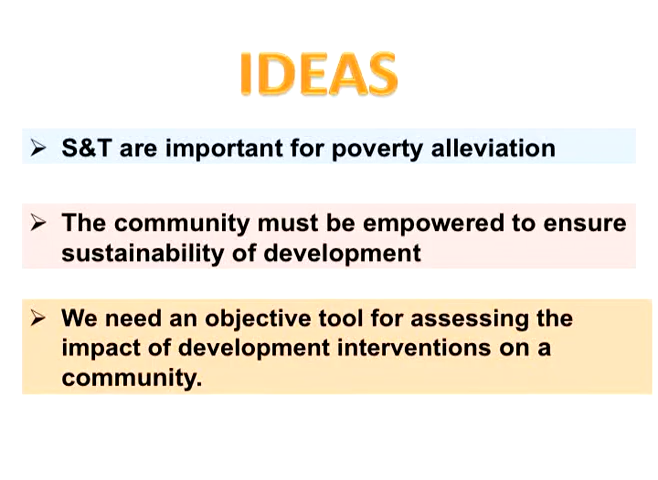 IDEAS
➢ S&T are important for poverty alleviation
➢ The community must be empowered to ensure
sustainability of development
➢ We need an objective tool for assessing the
impact of development interventions on a
community.